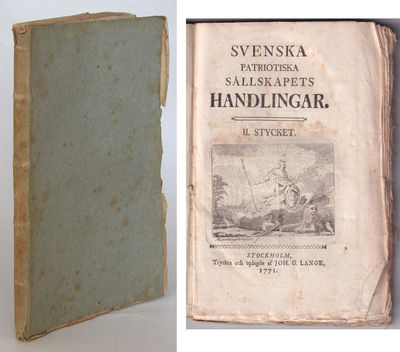 SVENSKA
PATRIOTISKA
SÄLLSKAPETS
HANDLINGAR.
II. STYCKET.
STOCKHOLM,
Tryckte och uplagde af JOH. G. LANGE,
1771.